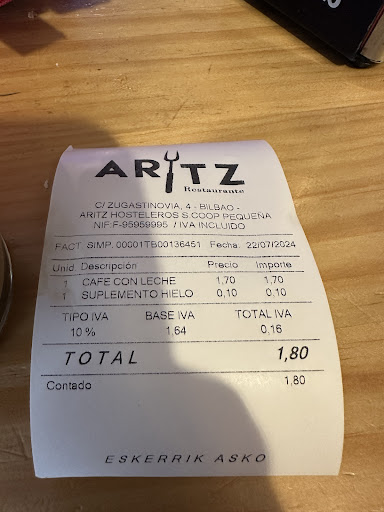 ARITZ
Restaurante
C/ ZUGASTINOVIA, 4 - BILBAO -
ARITZ HOSTELEROS S.COOP PEQUEÑA
NIF:F-95959995 / IVA INCLUIDO
FACT. SIMP. 00001TB00136451 Fecha: 22/07/2024
Unid. Descripción Precio Importe
1 CAFE CON LECHE 1,70 1,70
1 SUPLEMENTO HIELO 0,10 0,10
TIPO IVA BASE IVA TOTAL IVA
10 % 1,64 0,16
TOTAL 1,80
Contado 1,80
ESKERRIK ASKO